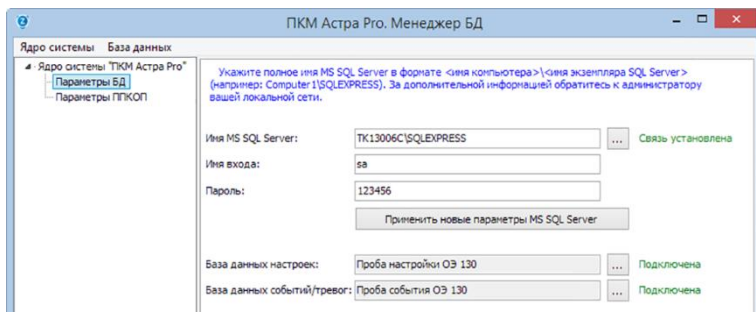 ПКМ Астра Pro. Менеджер БД
Ядро системы База данных
Ядро системы "ПКМ Астра Pro"
Параметры БД
Параметры ППКОП
Укажите полное имя MS SQL Server в формате <имя компьютера>\<имя экземпляра SQL Server>
(например: Computer1\SQLEXPRESS). За дополнительной информацией обратитесь к администратору
вашей локальной сети.
Имя MS SQL Server: TK13006C\SQLEXPRESS ... Связь установлена
Имя входа: sa
Пароль: 123456
Применить новые параметры MS SQL Server
База данных настроек: Проба настройки ОЭ 130 ... Подключена
База данных событий/тревог: Проба события ОЭ 130 ... Подключена